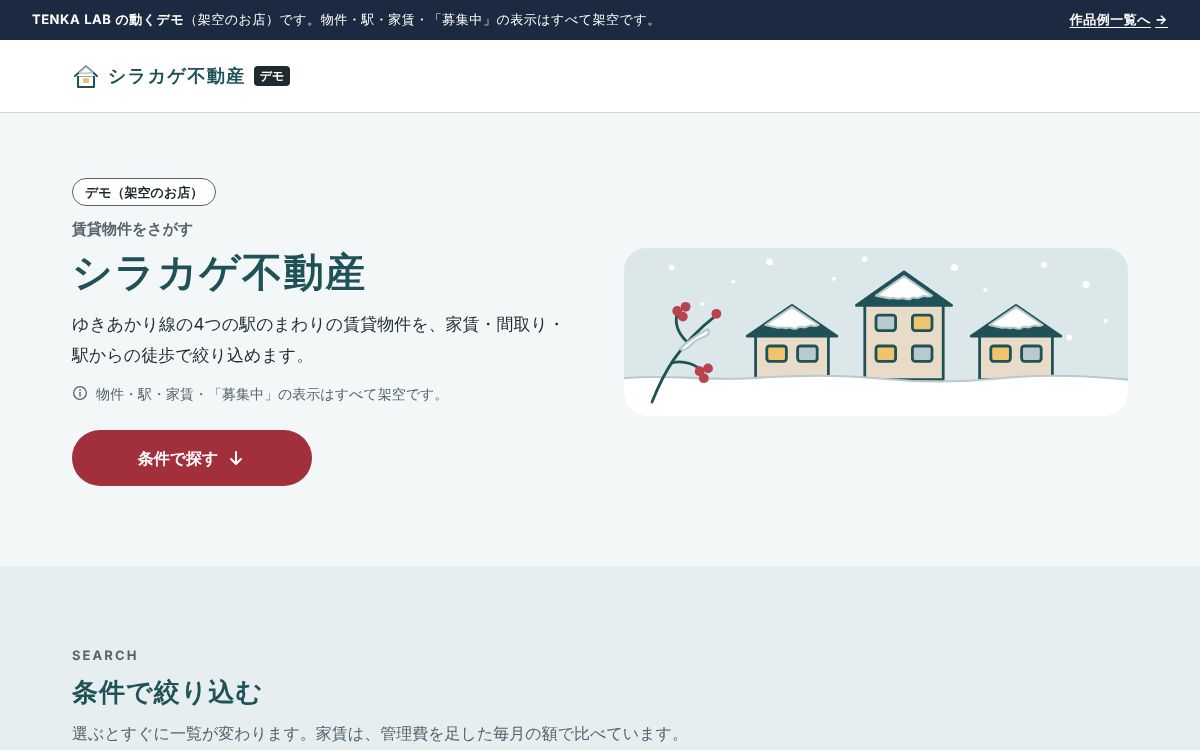 TENKA LAB の動くデモ（架空のお店）です。物件・駅・家賃・「募集中」の表示はすべて架空です。
作品例一覧へ →
シラカゲ不動産 デモ
デモ（架空のお店）
賃貸物件をさがす
シラカゲ不動産
ゆきあかり線の4つの駅のまわりの賃貸物件を、家賃・間取り・
駅からの徒歩で絞り込めます。
物件・駅・家賃・「募集中」の表示はすべて架空です。
条件で探す ↓
SEARCH
条件で絞り込む
選ぶとすぐに一覧が変わります。家賃は、管理費を足した毎月の額で比べています。